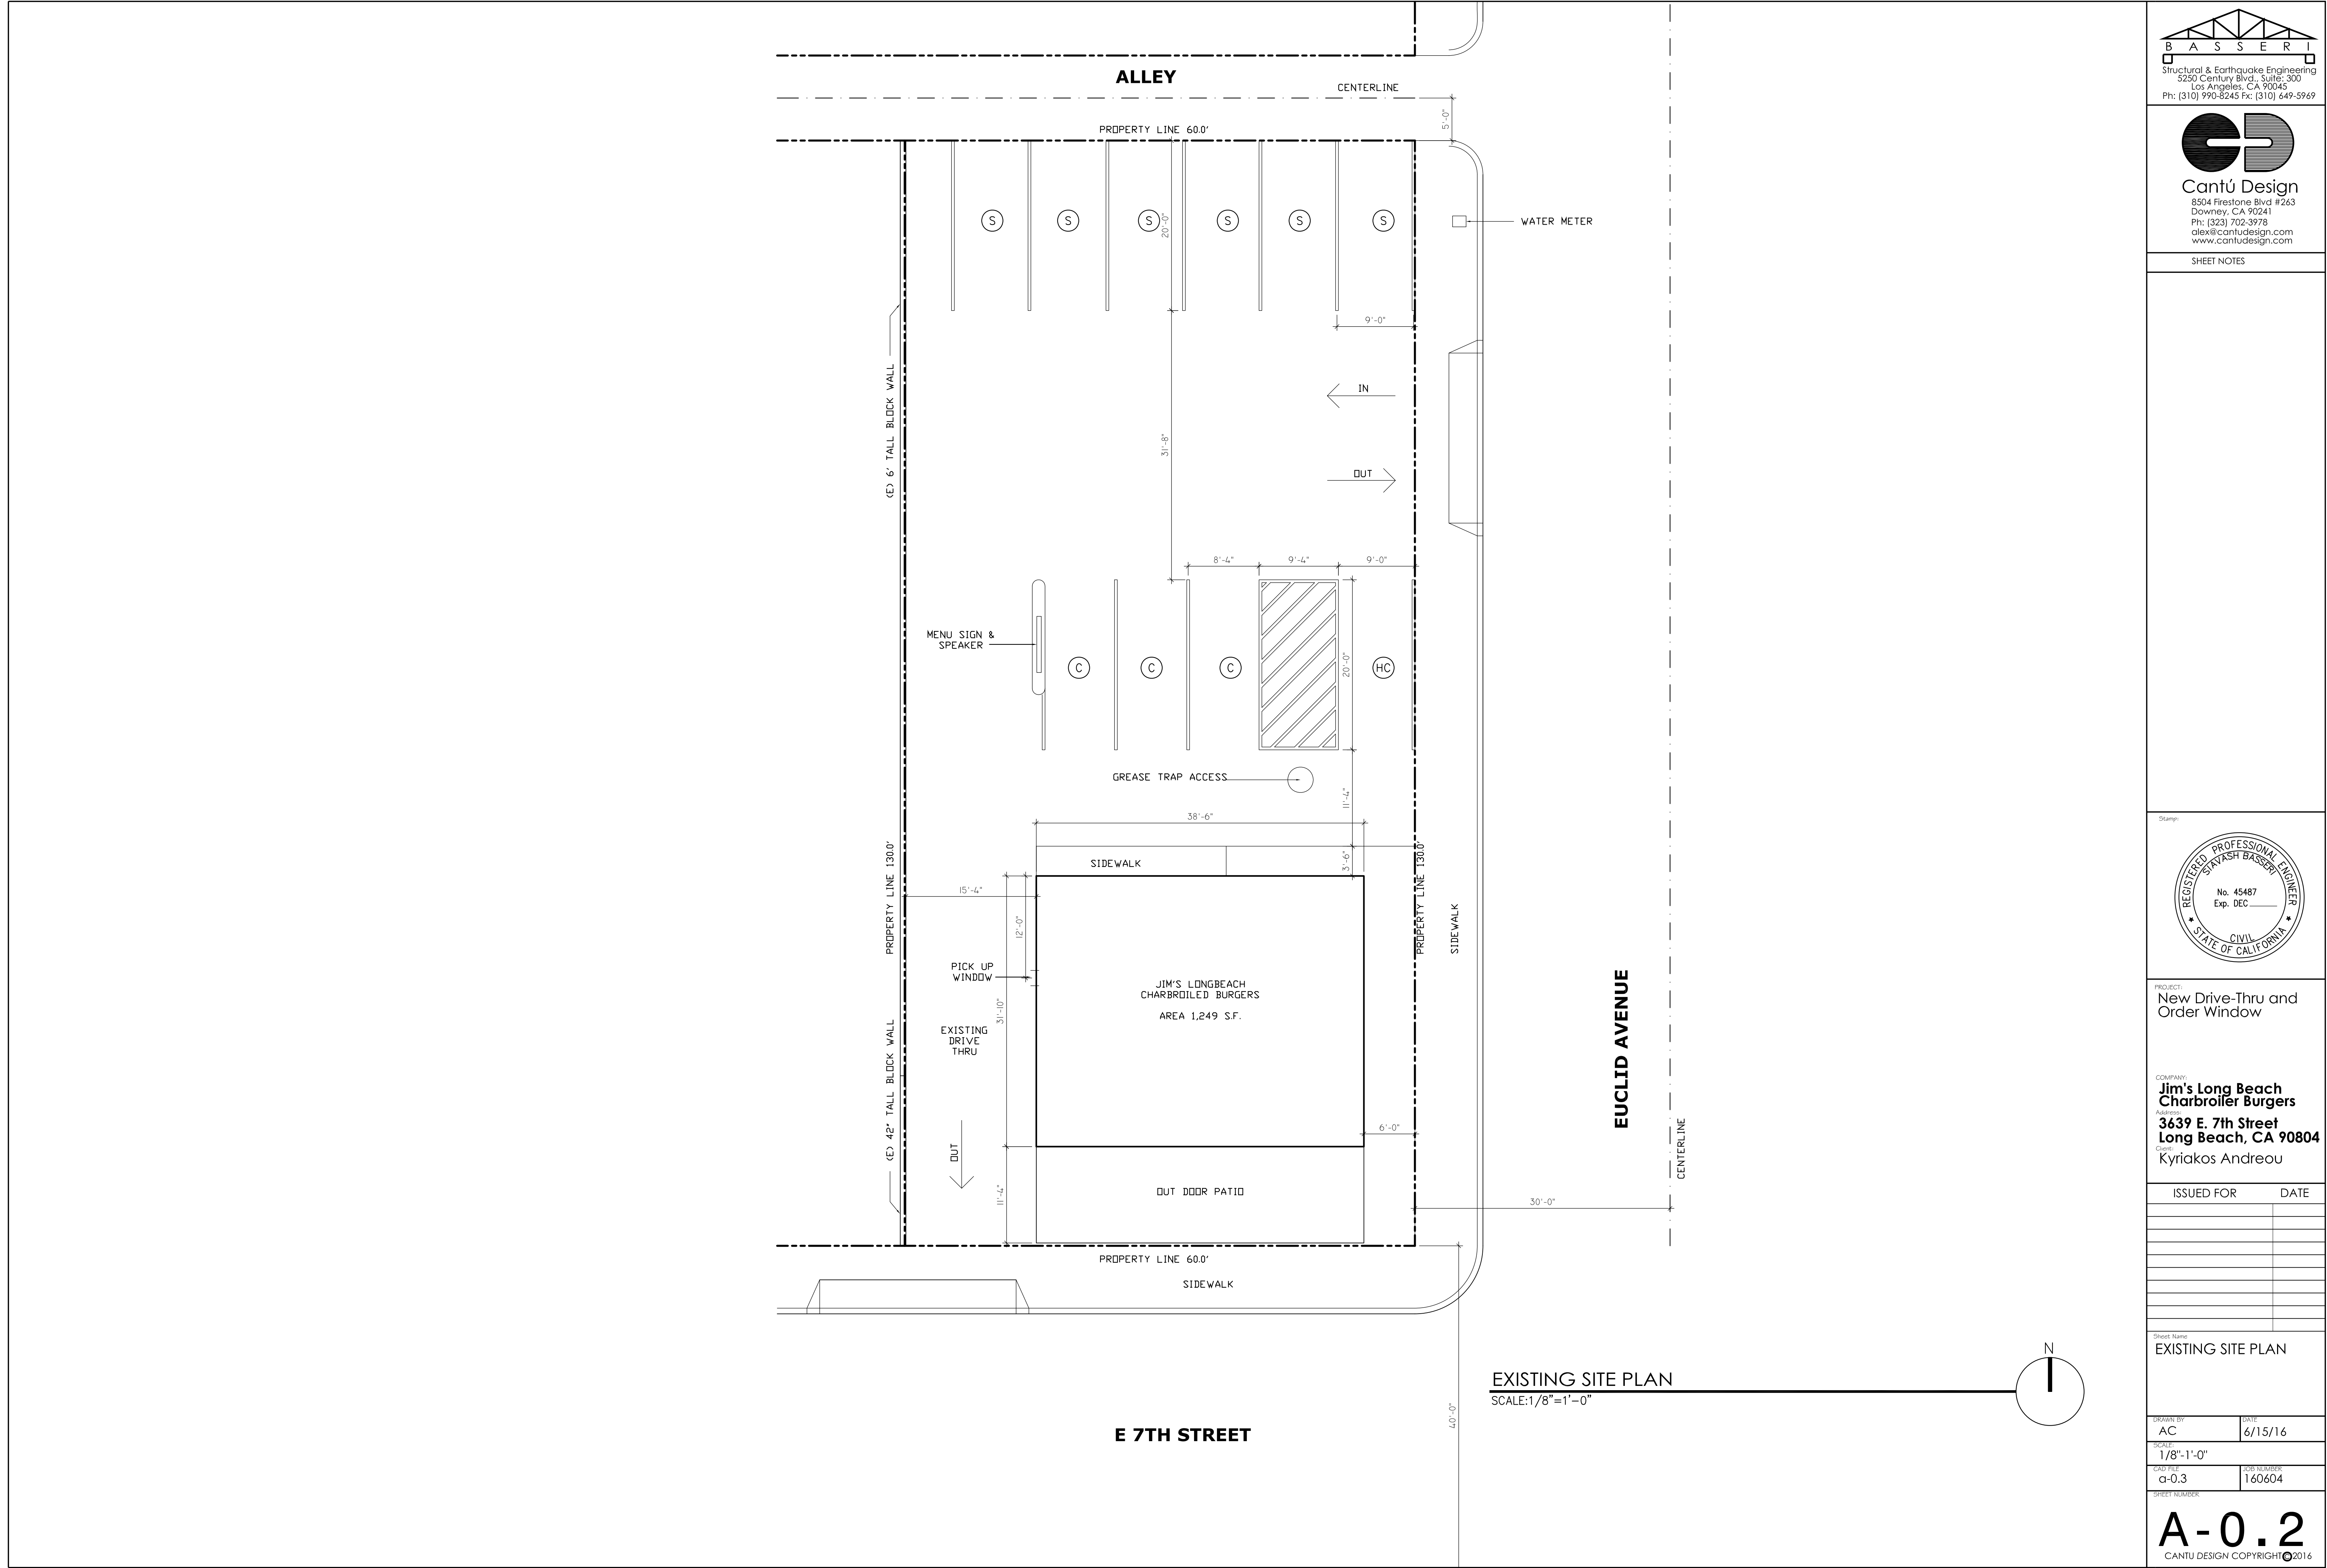 ALLEY
CENTERLINE
5'-0"
PROPERTY LINE 60.0'
S
S
S
S
S
S
20'-0"
WATER METER
9'-0"
(E) 6' TALL BLOCK WALL
IN
31'-8"
OUT
8'-4"
9'-4"
9'-0"
MENU SIGN &
SPEAKER
C
C
C
HC
20'-0"
GREASE TRAP ACCESS
11'-4"
38'-6"
SIDEWALK
3'-6"
PROPERTY LINE 130.0'
PROPERTY LINE 130.0'
SIDEWALK
15'-4"
12'-0"
PICK UP
WINDOW
31'-10"
JIM'S LONGBEACH
CHARBROILED BURGERS
AREA 1,249 S.F.
EXISTING
DRIVE
THRU
(E) 42" TALL BLOCK WALL
OUT
6'-0"
EUCLID AVENUE
CENTERLINE
11'-4"
OUT DOOR PATIO
30'-0"
PROPERTY LINE 60.0'
SIDEWALK
40'-0"
E 7TH STREET
EXISTING SITE PLAN
SCALE:1/8"=1'-0"
N
BASSERI
Structural & Earthquake Engineering
5250 Century Blvd., Suite: 300
Los Angeles, CA 90045
Ph: (310) 990-8245 Fx: (310) 649-5969
Cantú Design
8504 Firestone Blvd #263
Downey, CA 90241
Ph: (323) 702-3978
alex@cantudesign.com
www.cantudesign.com
SHEET NOTES
Stamp:
REGISTERED PROFESSIONAL ENGINEER
SIAVASH BASSERI
No. 45487
Exp. DEC
CIVIL
STATE OF CALIFORNIA
PROJECT:
New Drive-Thru and
Order Window
COMPANY:
Jim's Long Beach
Charbroiler Burgers
Address:
3639 E. 7th Street
Long Beach, CA 90804
Client:
Kyriakos Andreou
ISSUED FOR DATE
Sheet Name
EXISTING SITE PLAN
DRAWN BY
AC
DATE
6/15/16
SCALE:
1/8"-1'-0"
CAD FILE
a-0.3
JOB NUMBER:
160604
SHEET NUMBER:
A-0.2
CANTU DESIGN COPYRIGHT © 2016